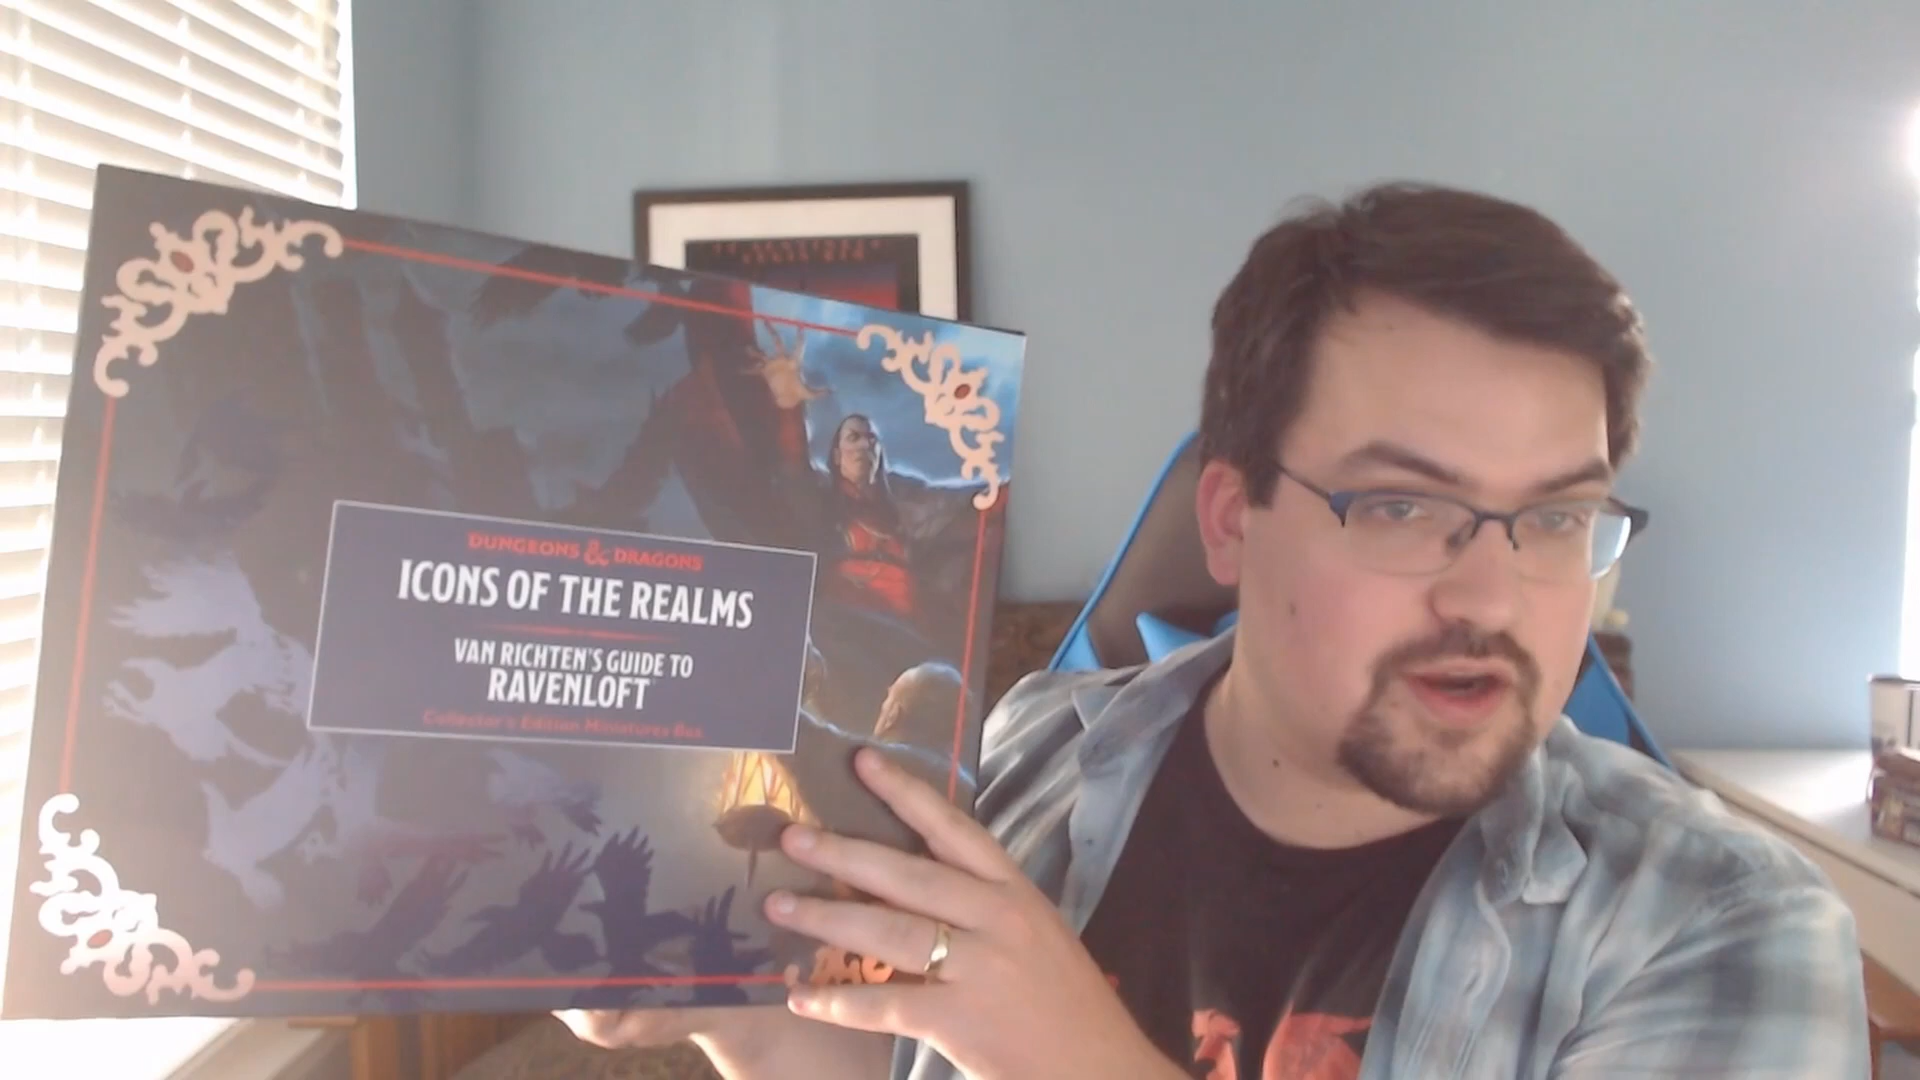 DUNGEONS & DRAGONS
ICONS OF THE REALMS
VAN RICHTEN'S GUIDE TO
RAVENLOFT
Collector's Edition Miniatures Box